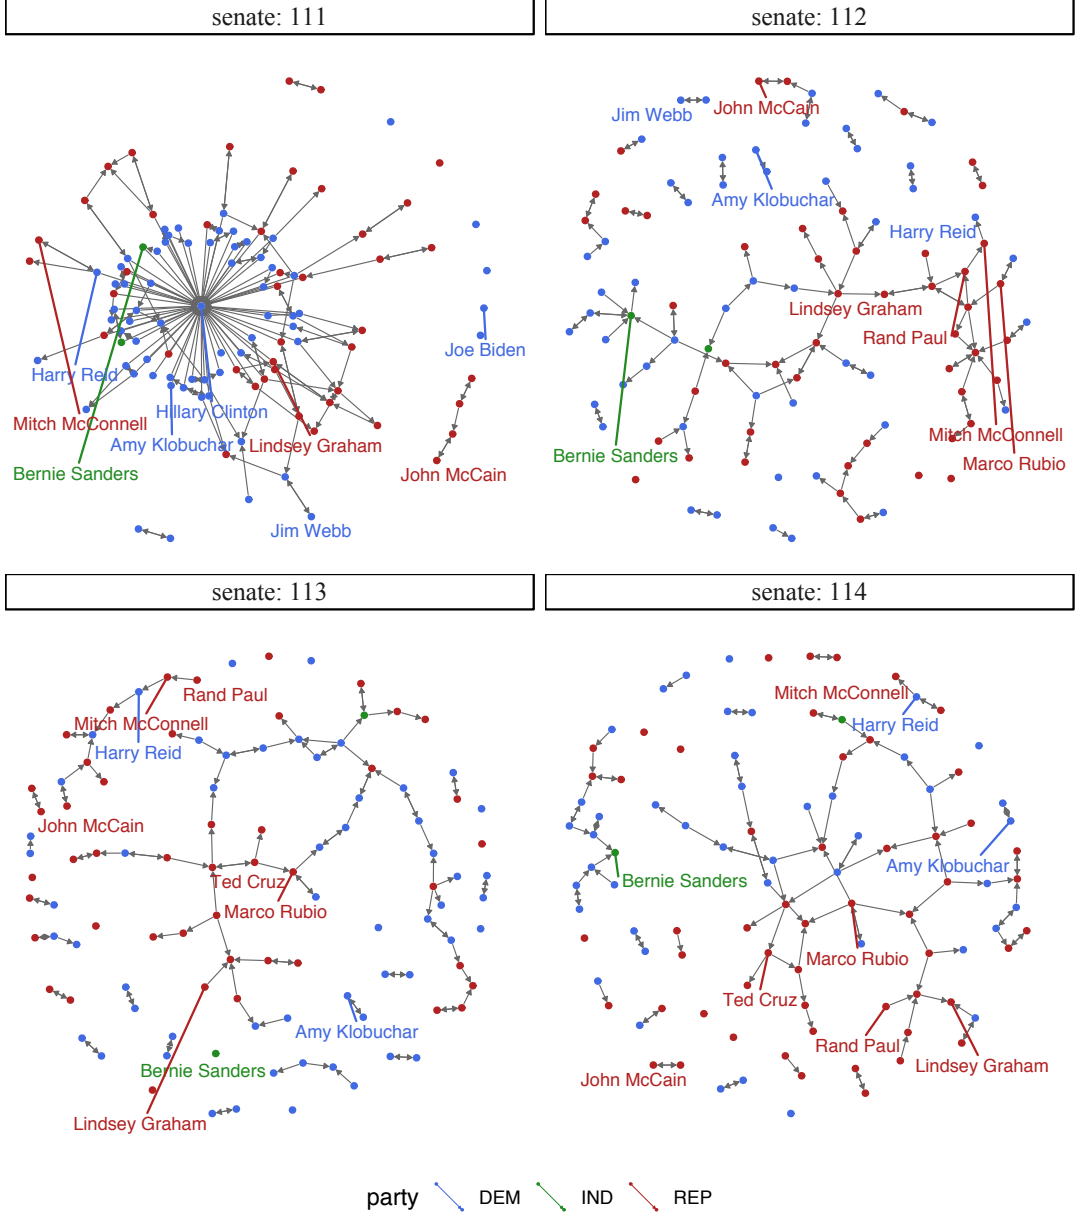 senate: 111
Harry Reid
Joe Biden
Mitch McConnell
Hillary Clinton
Amy Klobuchar
Lindsey Graham
Bernie Sanders
John McCain
Jim Webb
senate: 112
Jim Webb
John McCain
Amy Klobuchar
Harry Reid
Lindsey Graham
Rand Paul
Bernie Sanders
Mitch McConnell
Marco Rubio
senate: 113
Rand Paul
Mitch McConnell
Harry Reid
John McCain
Ted Cruz
Marco Rubio
Amy Klobuchar
Bernie Sanders
Lindsey Graham
senate: 114
Mitch McConnell
Harry Reid
Amy Klobuchar
Bernie Sanders
Marco Rubio
Ted Cruz
Rand Paul
Lindsey Graham
John McCain
party DEM IND REP